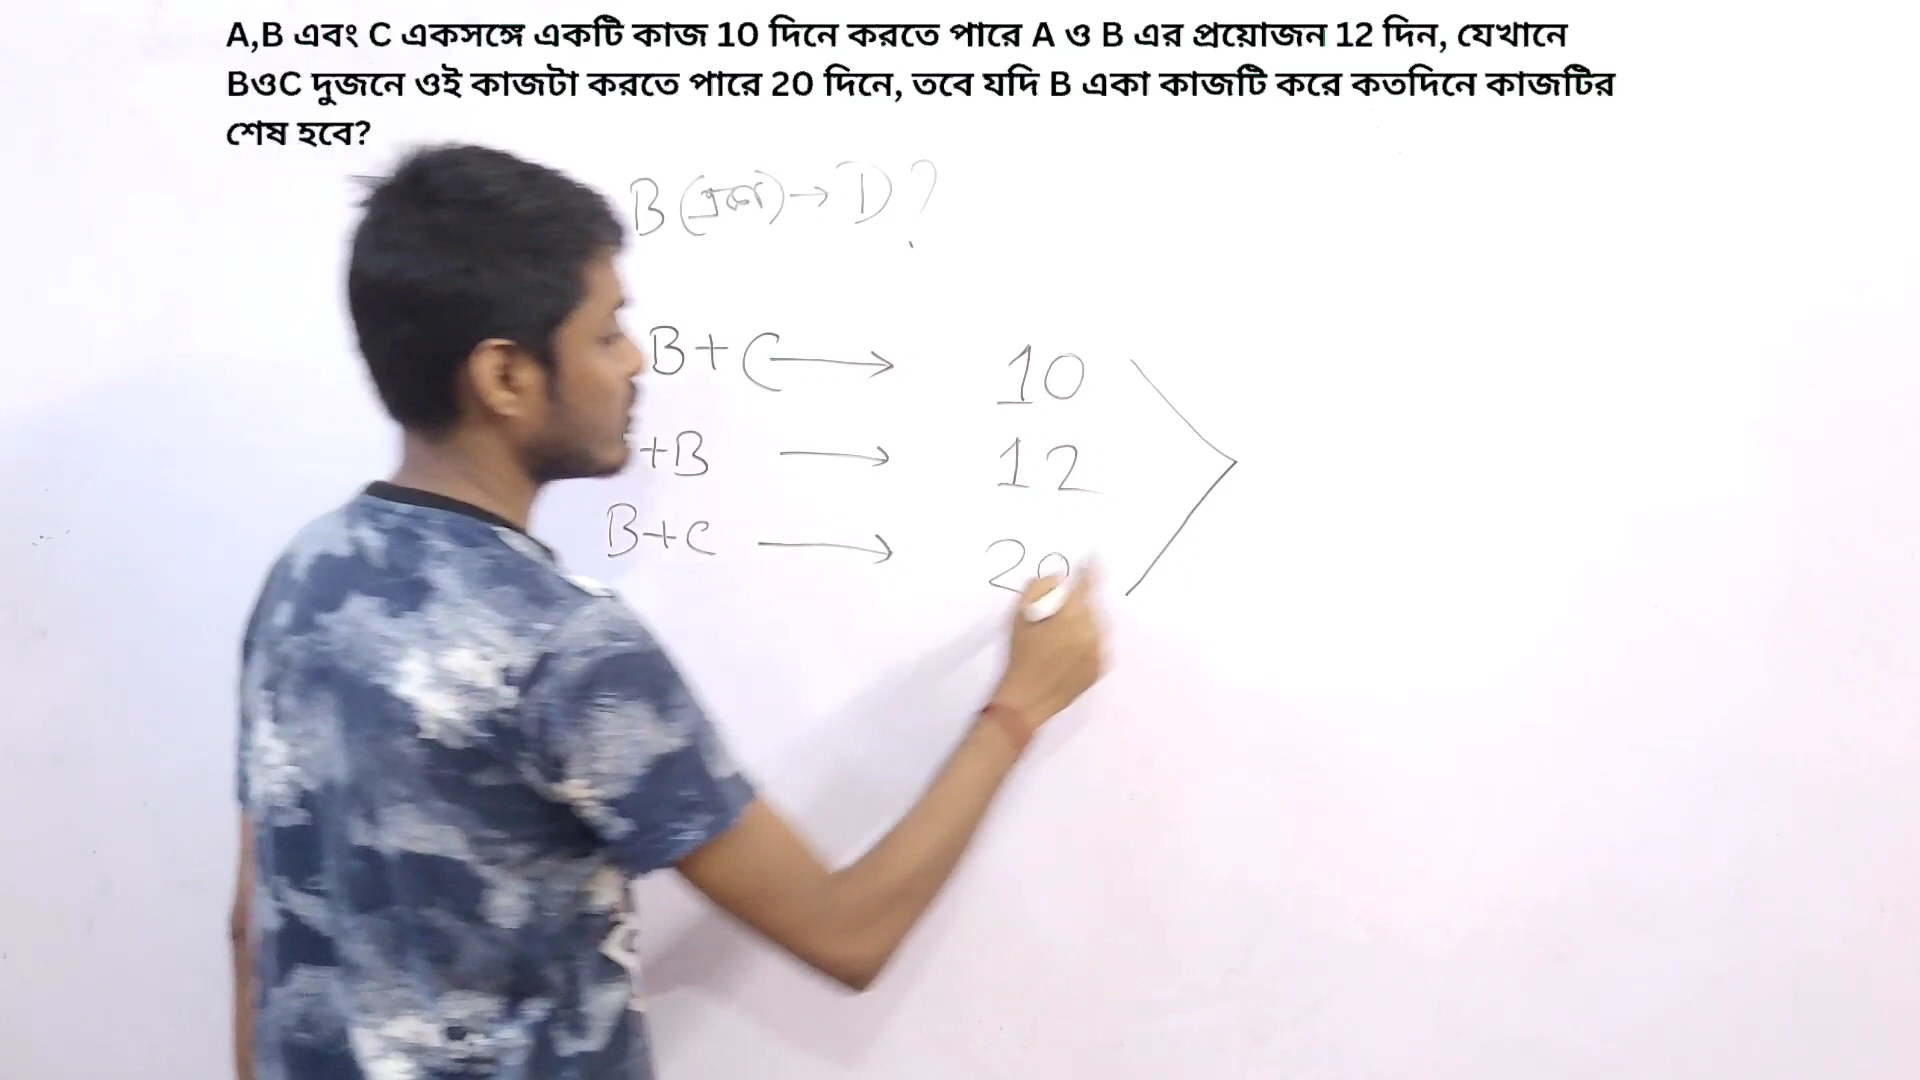 A,B এবং C একসঙ্গে একটি কাজ 10 দিনে করতে পারে A ও B এর প্রয়োজন 12 দিন, যেখানে
BওC দুজনে ওই কাজটা করতে পারে 20 দিনে, তবে যদি B একা কাজটি করে কতদিনে কাজটির
শেষ হবে?
B (একা) → D?
B + C → 10
+B → 12
B+C → 20